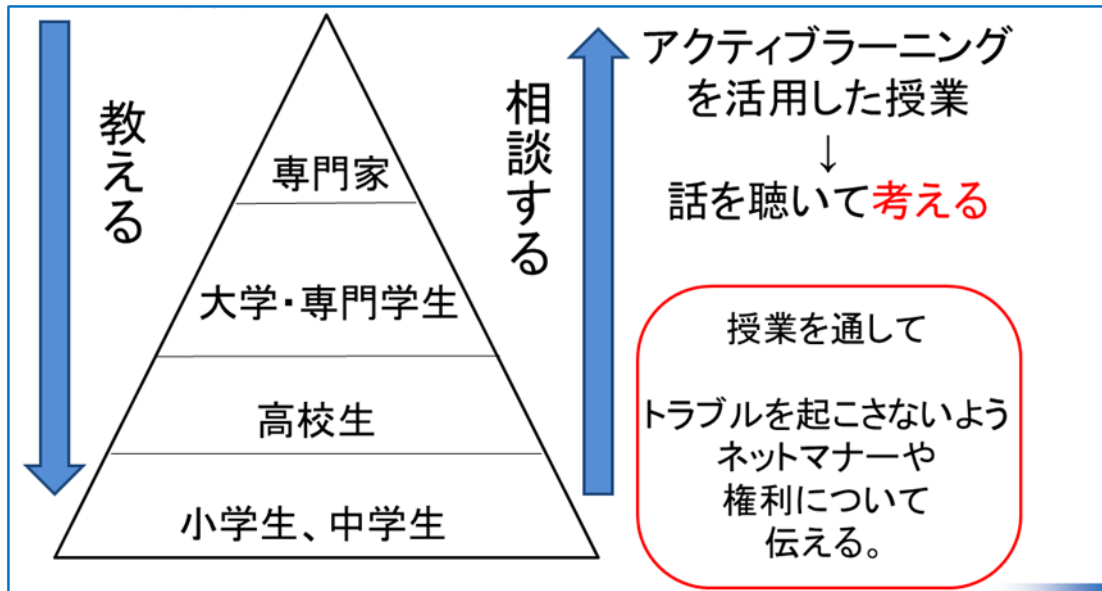 教える
専門家
大学・専門学生
高校生
小学生、中学生
相談する
アクティブラーニング
を活用した授業
↓
話を聴いて考える
授業を通して
トラブルを起こさないよう
ネットマナーや
権利について
伝える。